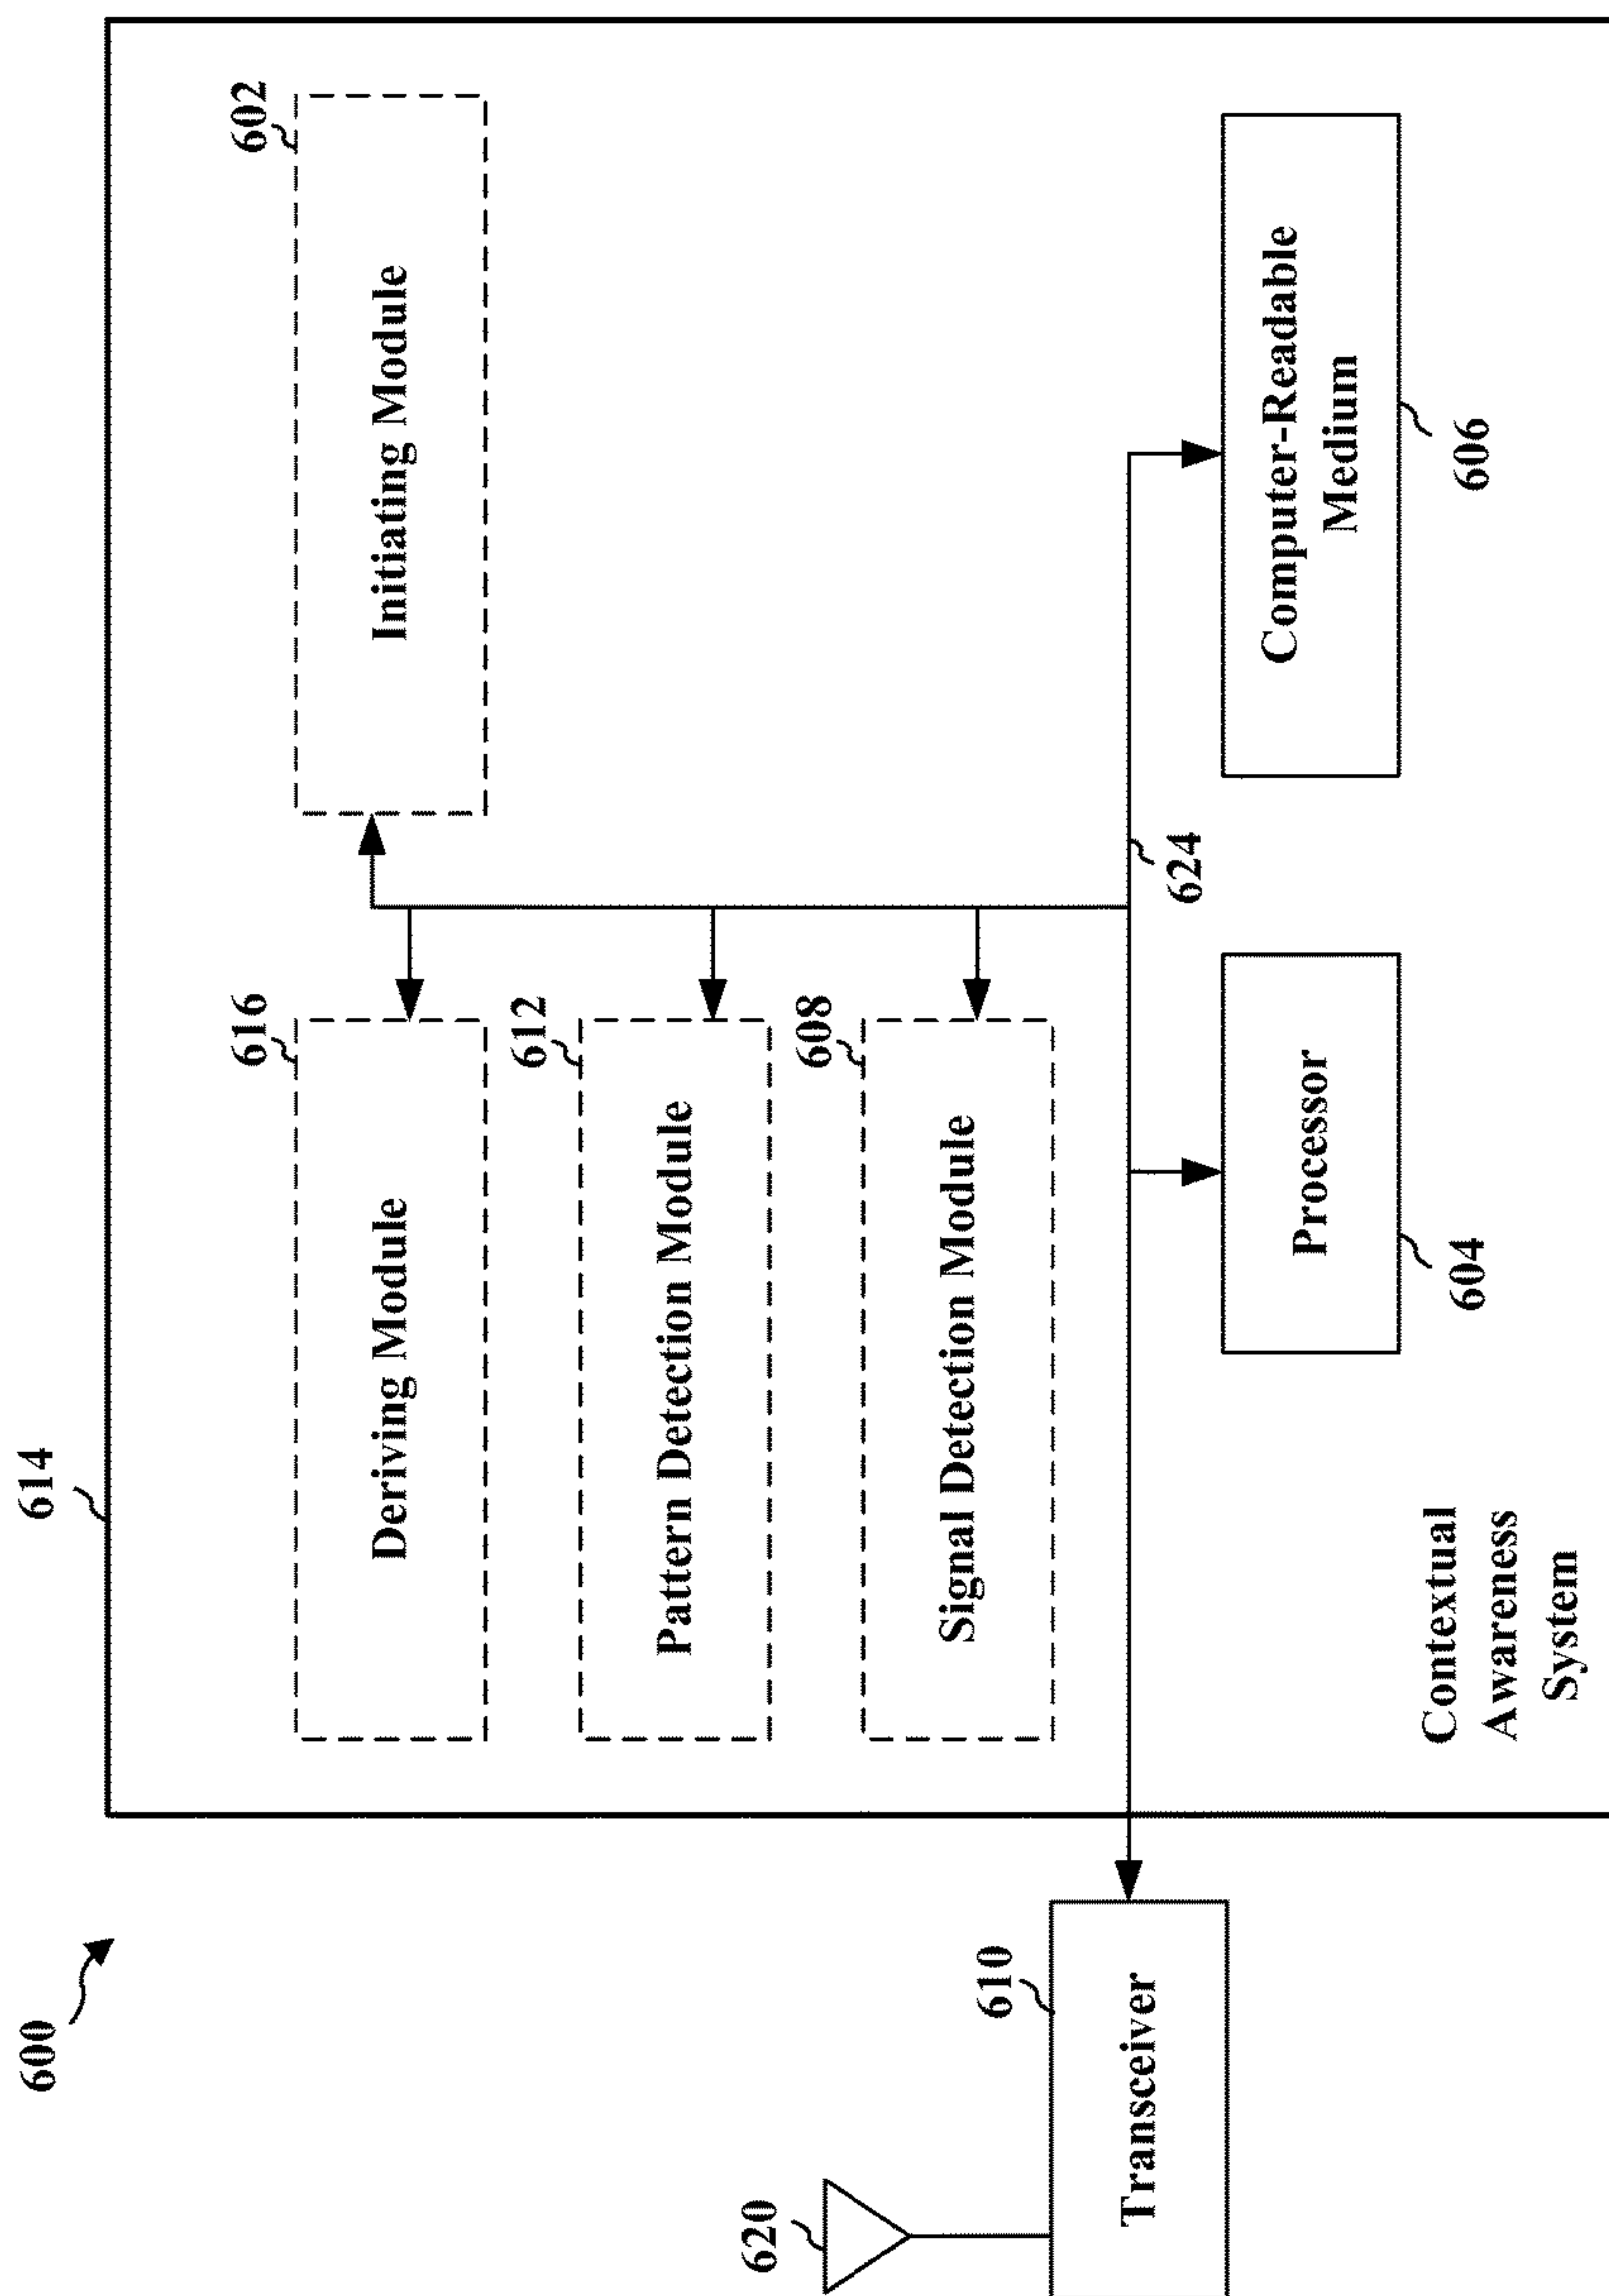 600
614
616
Deriving Module
602
Initiating Module
612
Pattern Detection Module
620
608
Signal Detection Module
610
Transceiver
624
Processor
604
Computer-Readable
Medium
606
Contextual
Awareness
System